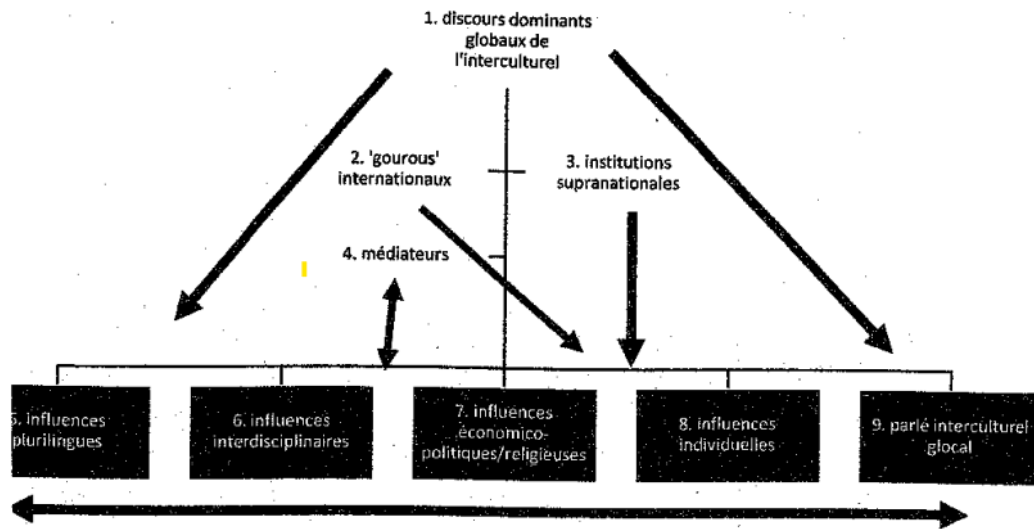 1. discours dominants
globaux de
l'interculturel
2. 'gourous'
internationaux
3. institutions
supranationales
4. médiateurs
5. influences
plurilingues
6. influences
interdisciplinaires
7. influences
économico-
politiques/religieuses
8. influences
individuelles
9. parlé interculturel
glocal